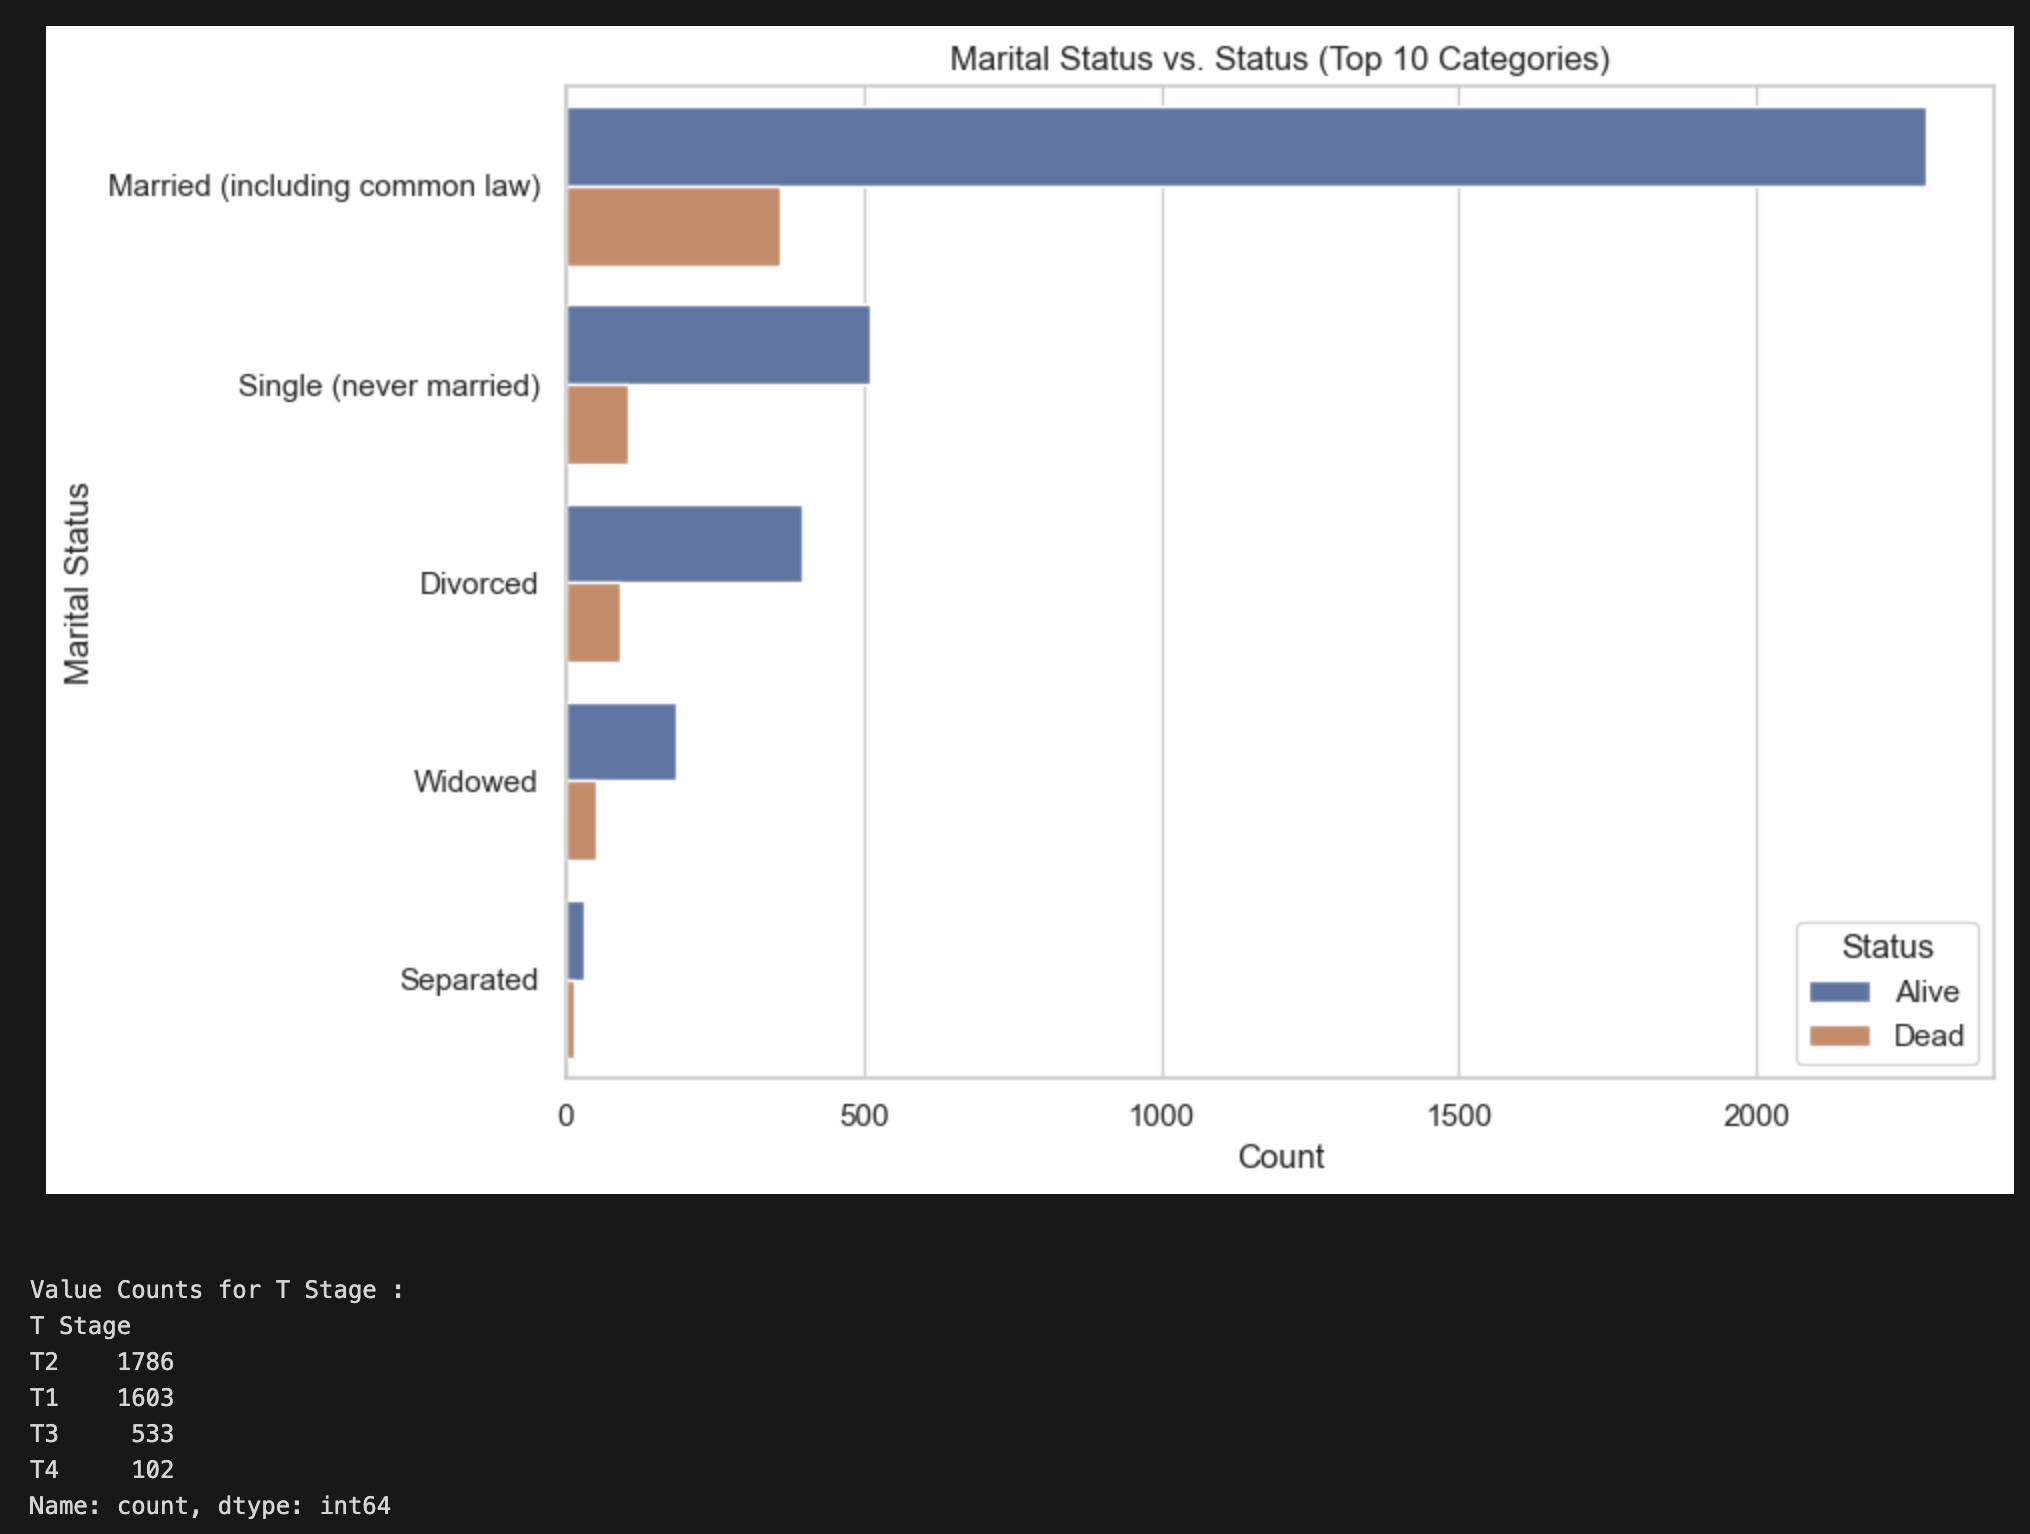 Marital Status vs. Status (Top 10 Categories)
Married (including common law)
Single (never married)
Divorced
Widowed
Separated
Marital Status
0 500 1000 1500 2000
Count
Status
Alive
Dead
Value Counts for T Stage :
T Stage
T2    1786
T1    1603
T3     533
T4     102
Name: count, dtype: int64